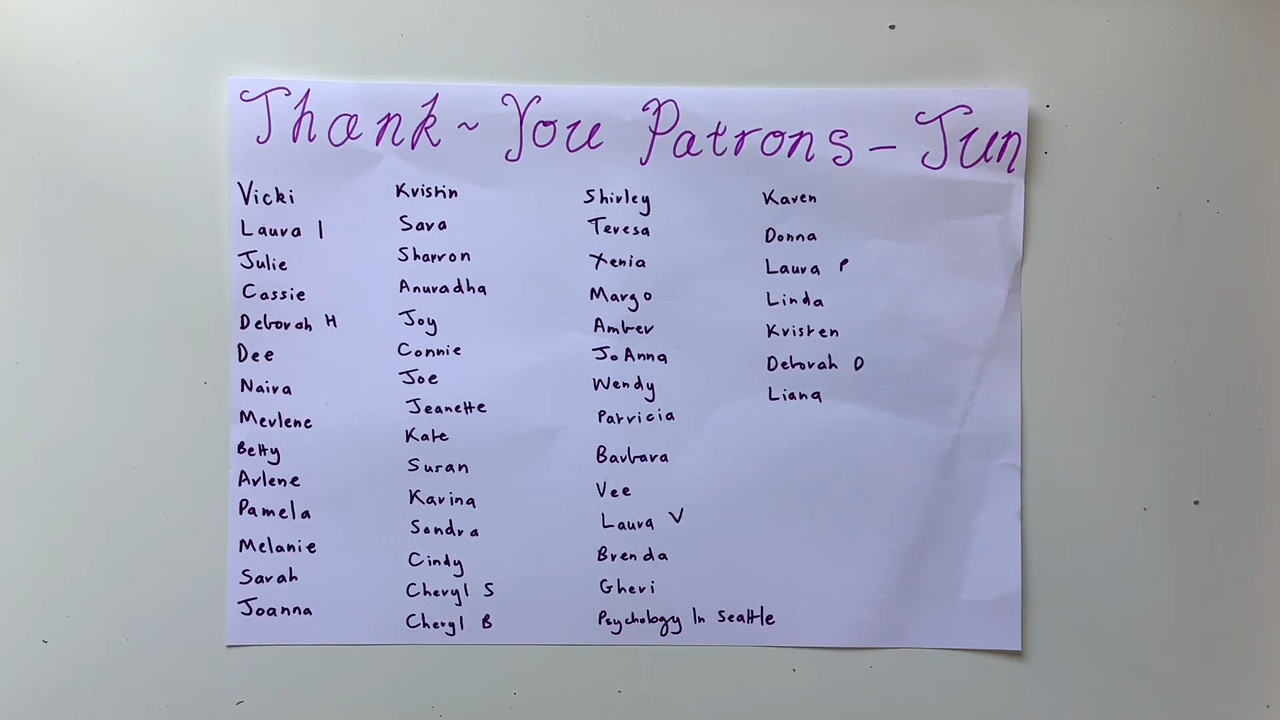 Thank~You Patrons - Jun
Vicki
Laura I
Julie
Cassie
Deborah H
Dee
Naira
Merlene
Betty
Arlene
Pamela
Melanie
Sarah
Joanna
Kristin
Sara
Sharron
Anuradha
Joy
Connie
Joe
Jeanette
Kate
Susan
Karina
Sondra
Cindy
Cheryl S
Cheryl B
Shirley
Teresa
Xenia
Margo
Amber
JoAnna
Wendy
Patricia
Barbara
Vee
Laura V
Brenda
Gheri
Psychology In Seattle
Karen
Donna
Laura P
Linda
Kristen
Deborah D
Liana